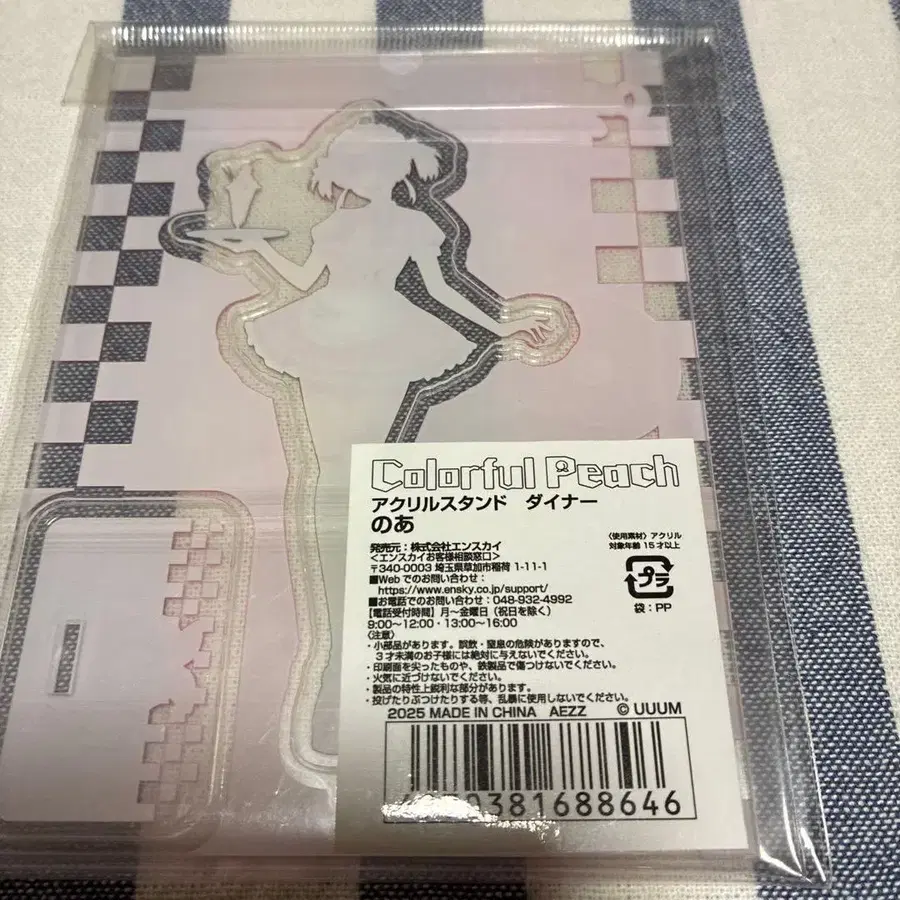 Colorful Peach
アクリルスタンド ダイナー
のあ
発売元：株式会社エンスカイ
<エンスカイお客様相談窓口>
〒340-0003 埼玉県草加市稲荷 1-11-1
■Webでのお問い合わせ：
https://www.ensky.co.jp/support/
■お電話でのお問い合わせ：048-932-4992
[電話受付時間] 月～金曜日（祝日を除く）
9:00～12:00・13:00～16:00
〈使用素材〉アクリル
対象年齢 15才以上
プラ
袋：PP
〈注意〉
・小部品があります。誤飲・窒息の危険がありますので、
３才未満のお子様には絶対に与えないでください。
・印刷面を尖ったものや、鉄製品で傷つけないでください。
・火気に近づけないでください。
・製品の特性上鋭利な部分があります。
・投げたりぶつけたりする等、乱暴に使用しないでください。
2025 MADE IN CHINA AEZZ © UUUM
0381688646